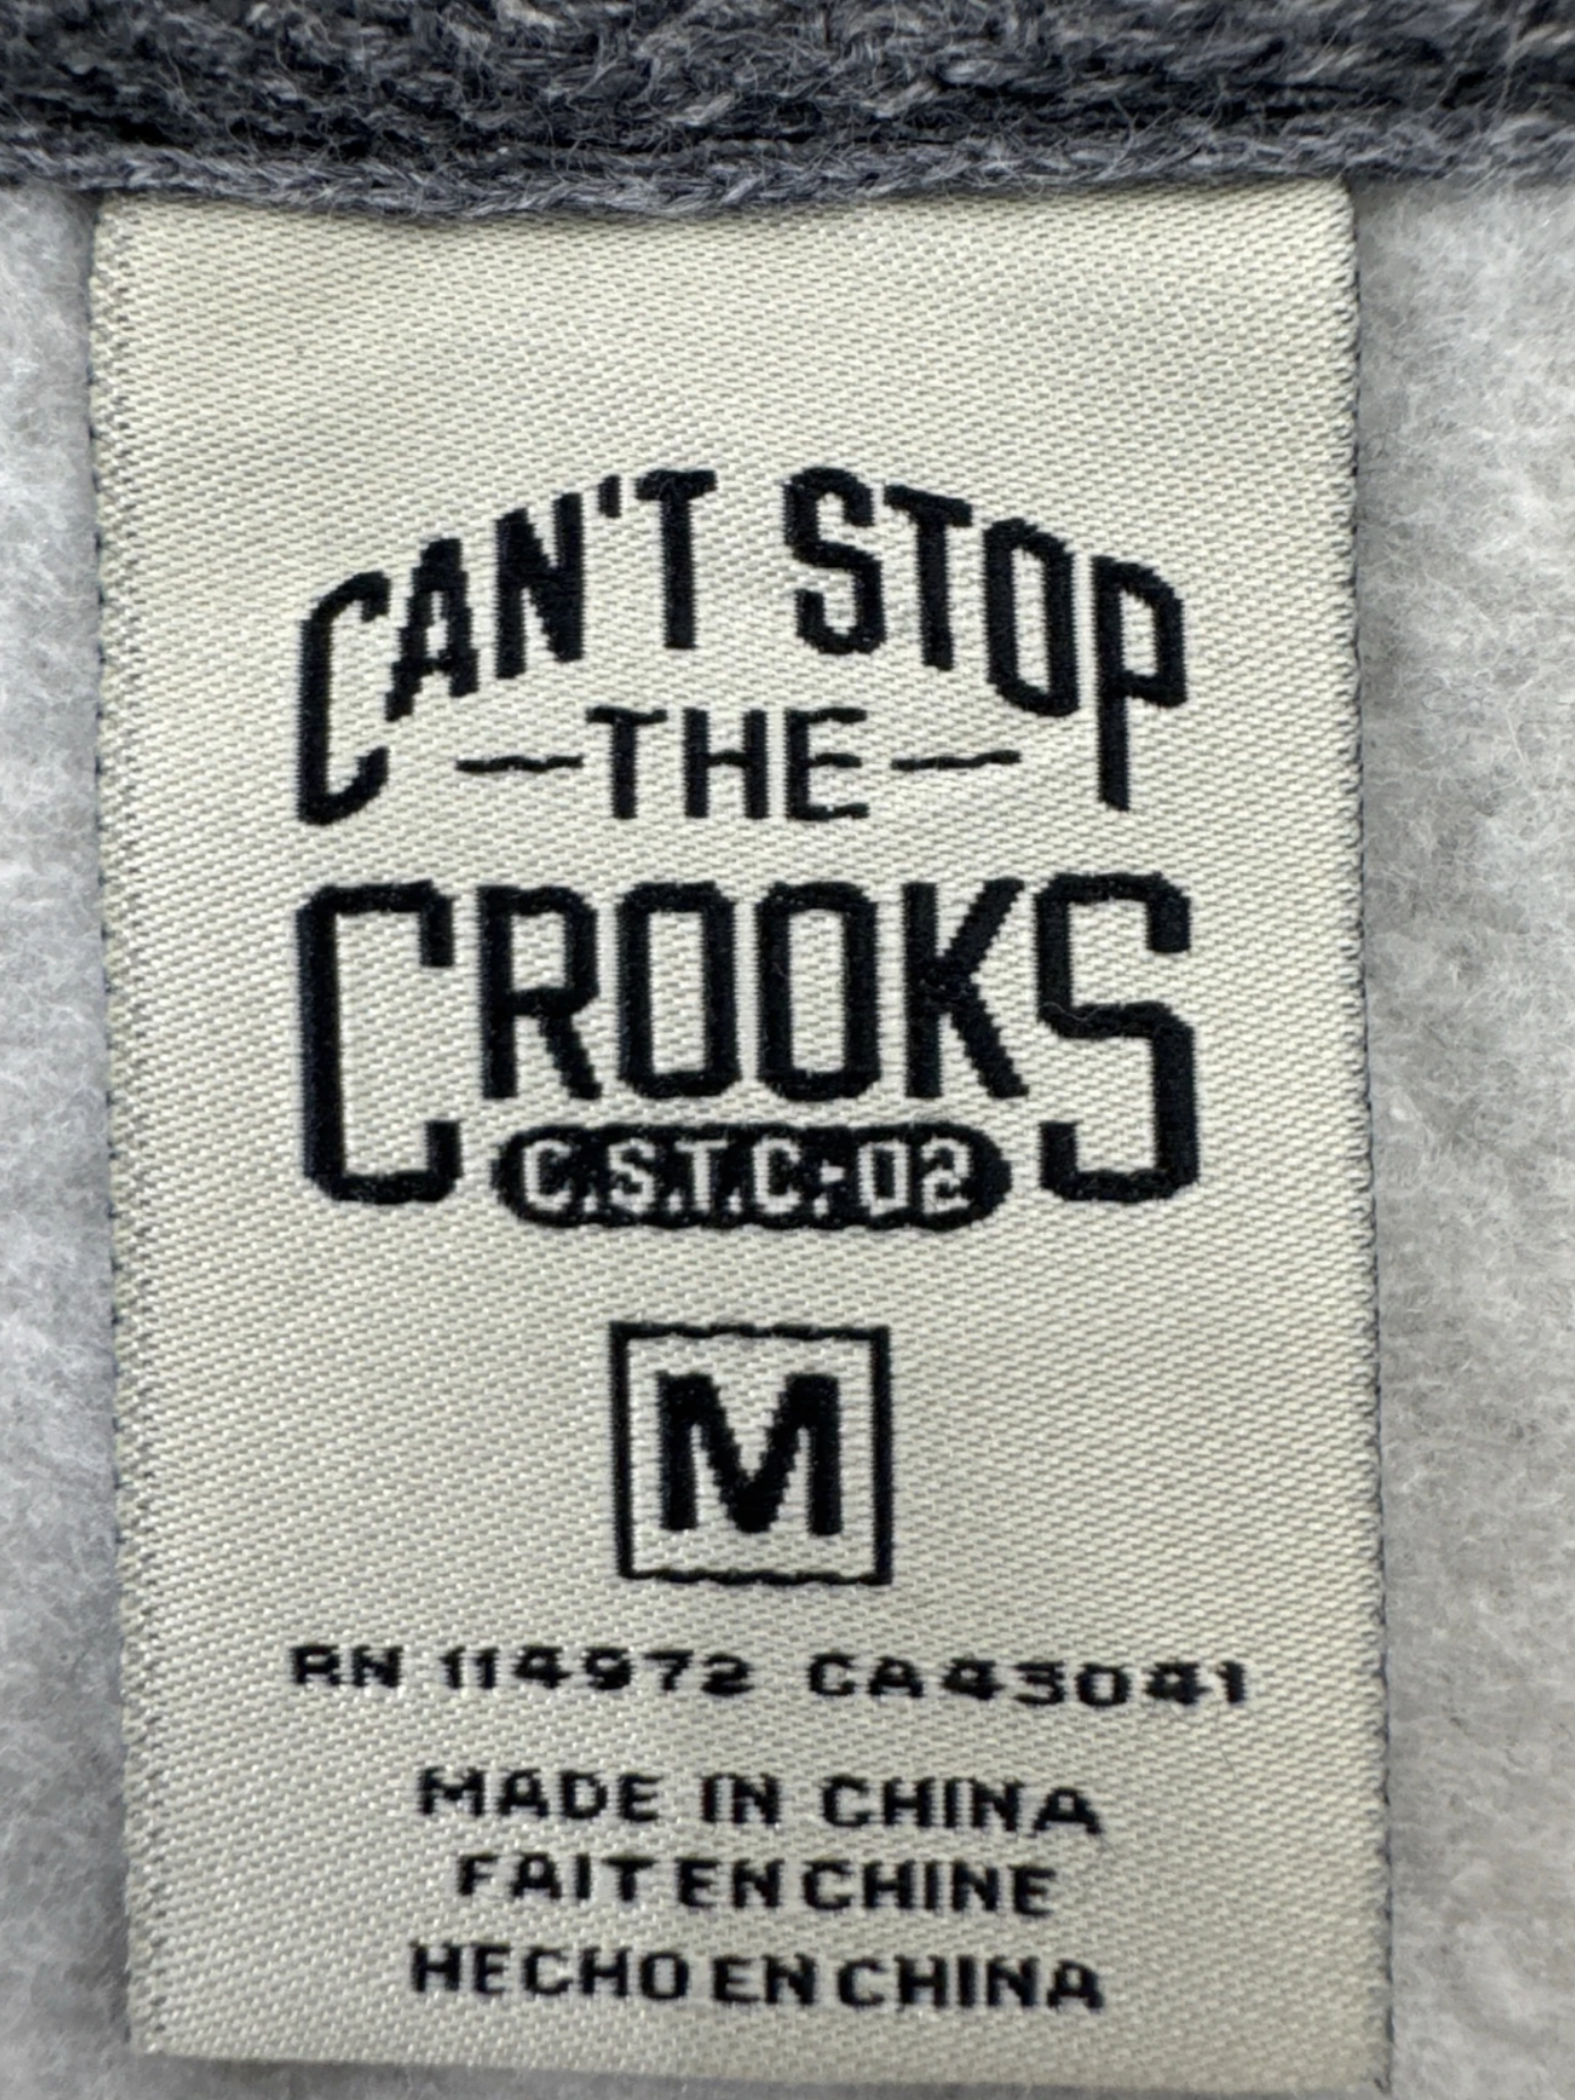 CAN'T STOP
—THE—
CROOKS
C.S.T.C-02
M
RN 114972 CA43041
MADE IN CHINA
FAIT EN CHINE
HECHO EN CHINA